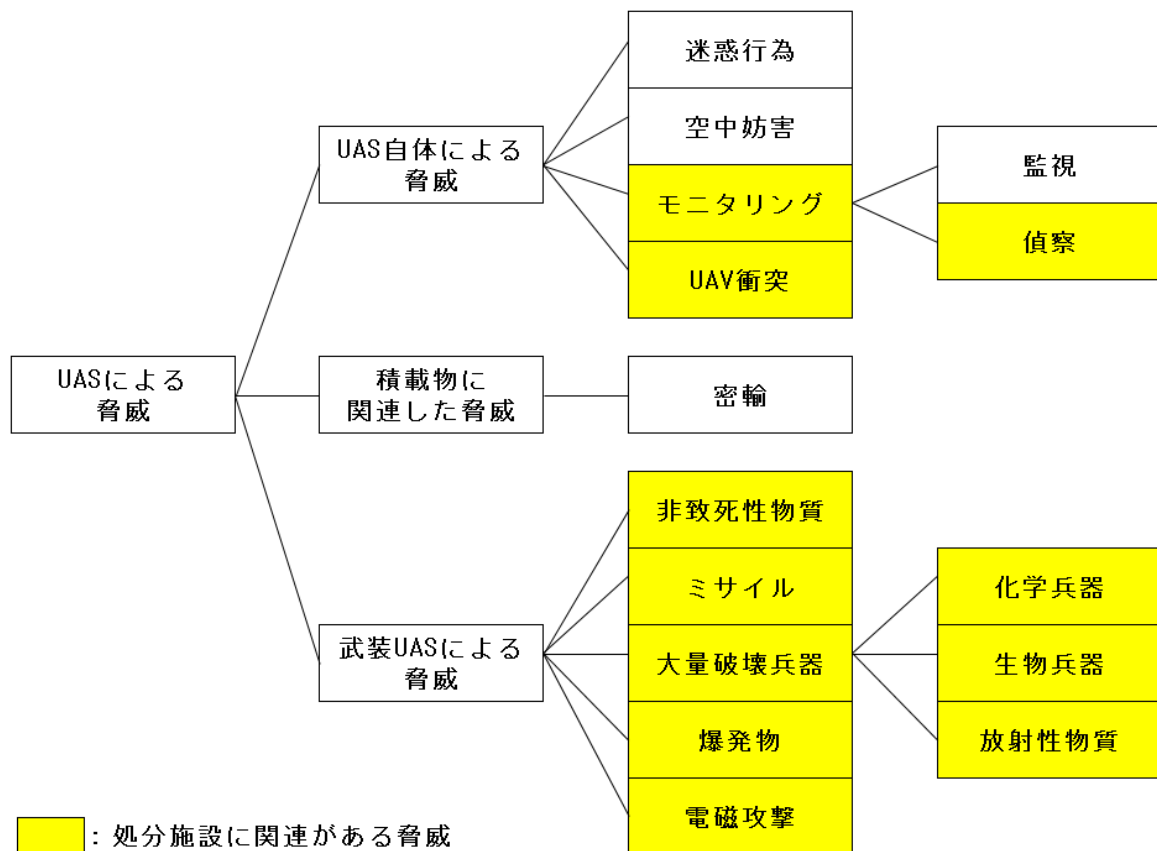 迷惑行為
空中妨害
モニタリング
UAV衝突
監視
偵察
UAS自体による
脅威
UASによる
脅威
積載物に
関連した脅威
密輸
武装UASによる
脅威
非致死性物質
ミサイル
大量破壊兵器
爆発物
電磁攻撃
化学兵器
生物兵器
放射性物質
：処分施設に関連がある脅威